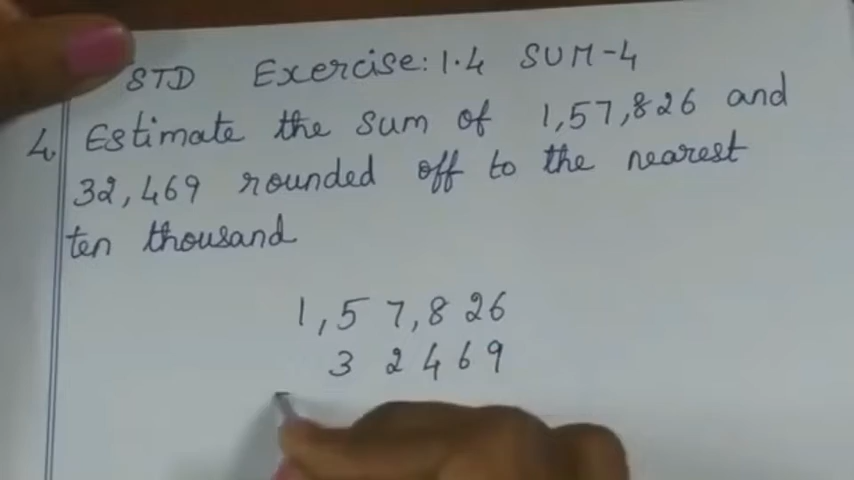 STD Exercise: 1.4 SUM-4
4. Estimate the sum of 1,57,826 and
32,469 rounded off to the nearest
ten thousand
1,57,826
32469